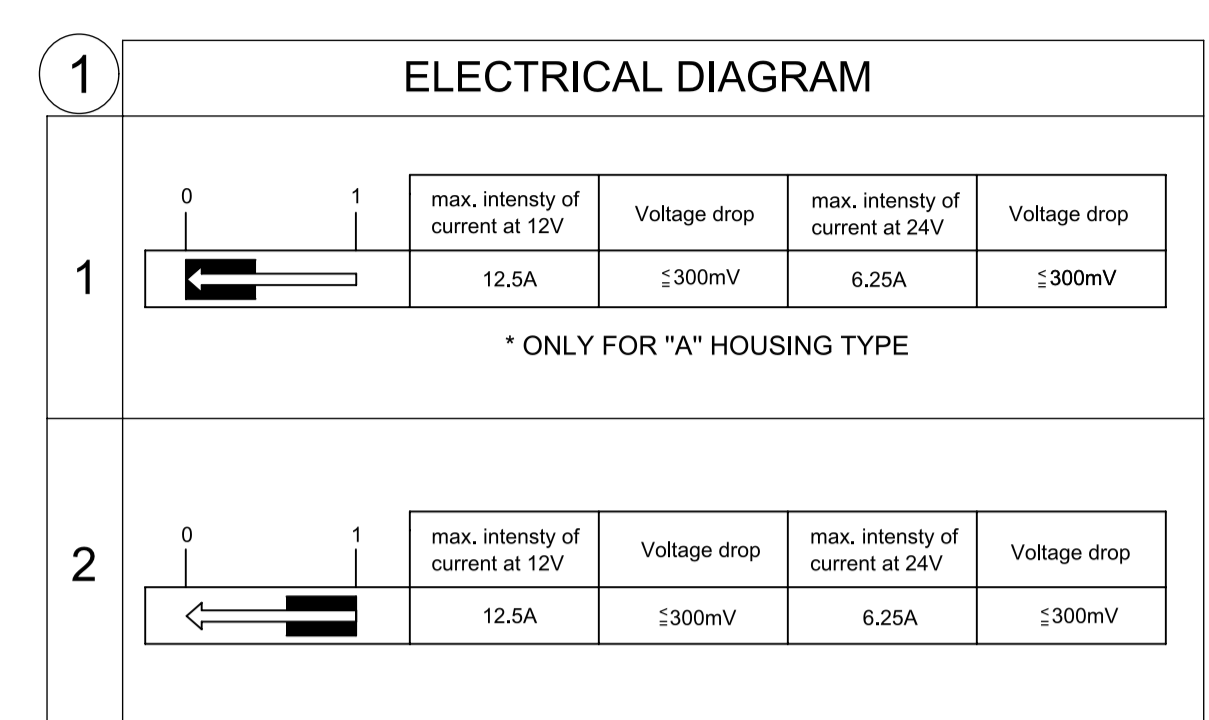 1
ELECTRICAL DIAGRAM
1
0 1
max. intensty of
current at 12V
Voltage drop
max. intensty of
current at 24V
Voltage drop
12.5A
≦300mV
6.25A
≦300mV
* ONLY FOR "A" HOUSING TYPE
2
0 1
max. intensty of
current at 12V
Voltage drop
max. intensty of
current at 24V
Voltage drop
12.5A
≦300mV
6.25A
≦300mV